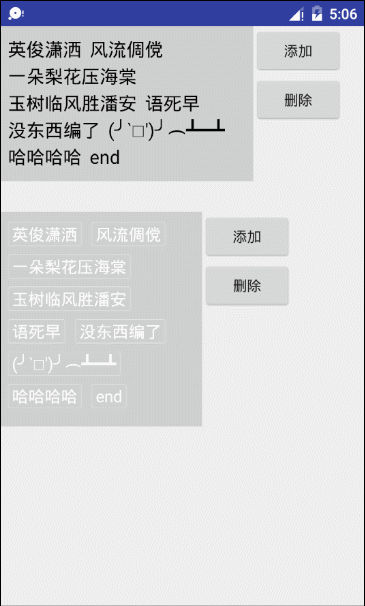 5:06
英俊潇洒 风流倜傥
一朵梨花压海棠
玉树临风胜潘安 语死早
没东西编了 (╯‵□′)╯︵┻━┻
哈哈哈哈 end
添加
删除
英俊潇洒 风流倜傥
一朵梨花压海棠
玉树临风胜潘安
语死早 没东西编了
(╯‵□′)╯︵┻━┻
哈哈哈哈 end
添加
删除